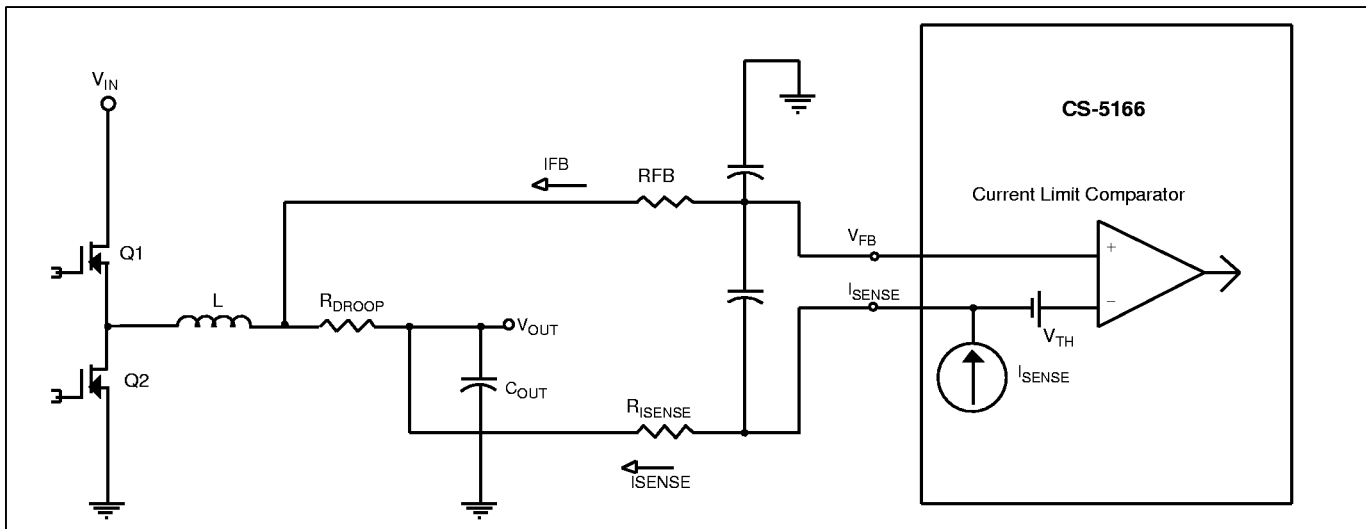 V_IN
CS-5166
IFB
RFB
Current Limit Comparator
V_FB
+
Q1
I_SENSE
L
R_DROOP
−
V_OUT
V_TH
I_SENSE
Q2
C_OUT
R_ISENSE
ISENSE